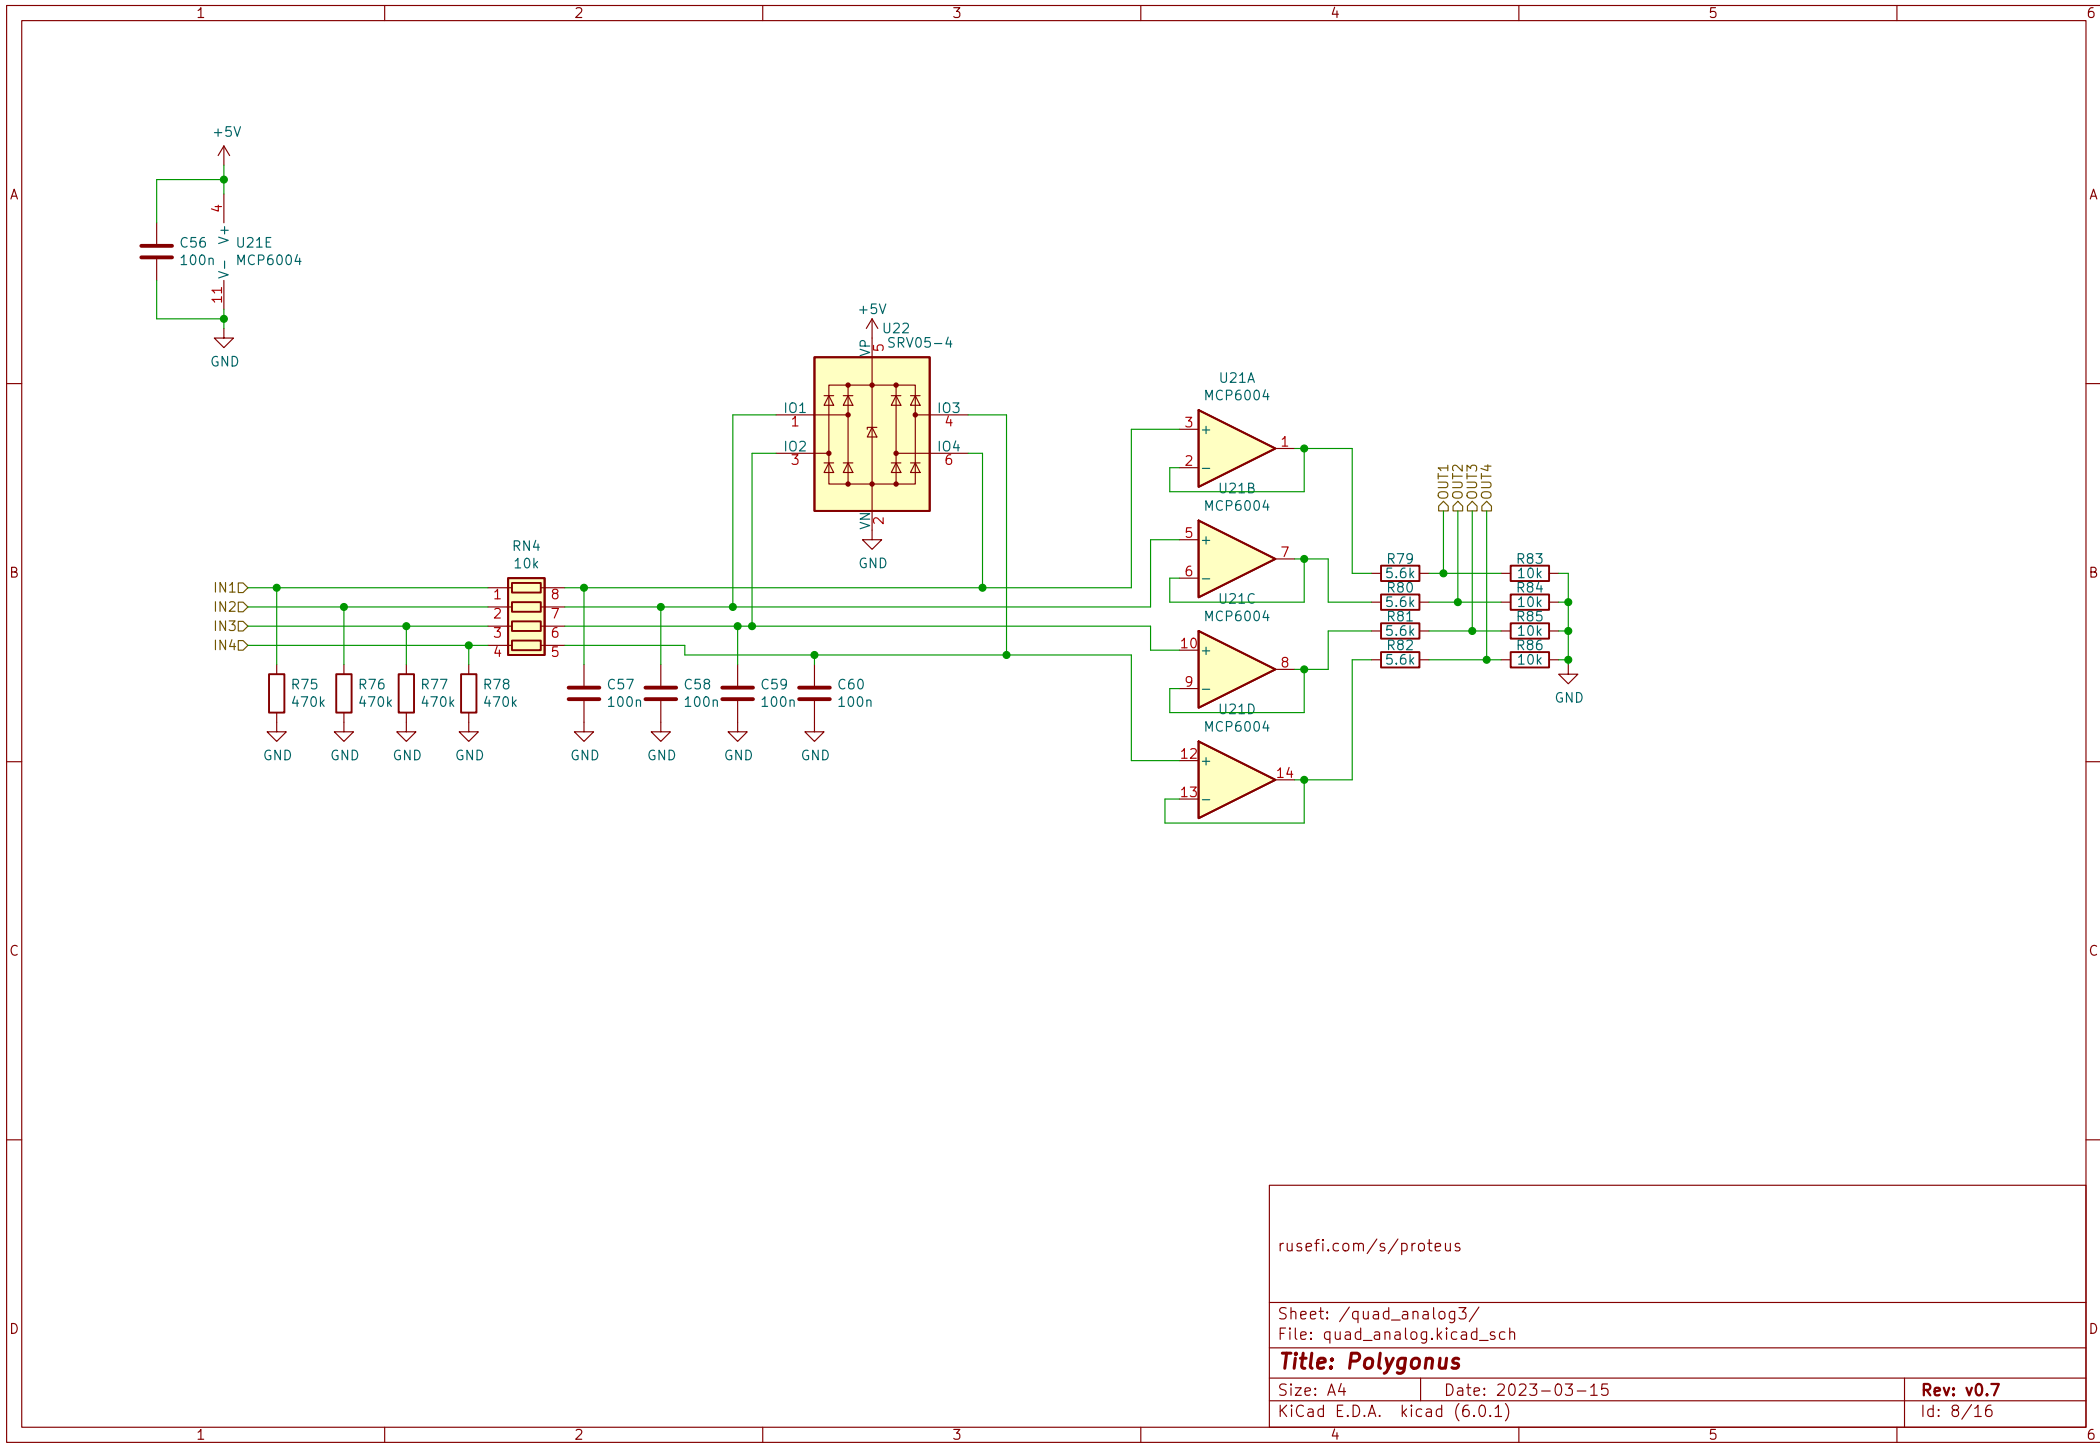 1 2 3 4 5 6
A A
B B
C C
D D
1 2 3 4 5 6
+5V
4
V+
C56
100n
U21E
MCP6004
V-
11
GND
+5V
U22
SRV05-4
VP
5
IO1
1
IO2
3
IO3
4
IO4
6
VN
2
GND
RN4
10k
IN1
IN2
IN3
IN4
1 8
2 7
3 6
4 5
R75
470k
R76
470k
R77
470k
R78
470k
GND
GND
GND
GND
C57
100n
C58
100n
C59
100n
C60
100n
GND
GND
GND
GND
U21A
MCP6004
3 +
2 -
1
U21B
MCP6004
5 +
6 -
7
U21C
MCP6004
10 +
9 -
8
U21D
MCP6004
12 +
13 -
14
OUT1
OUT2
OUT3
OUT4
R79
5.6k
R80
5.6k
R81
5.6k
R82
5.6k
R83
10k
R84
10k
R85
10k
R86
10k
GND
rusefi.com/s/proteus
Sheet: /quad_analog3/
File: quad_analog.kicad_sch
Title: Polygonus
Size: A4 Date: 2023-03-15 Rev: v0.7
KiCad E.D.A. kicad (6.0.1) Id: 8/16